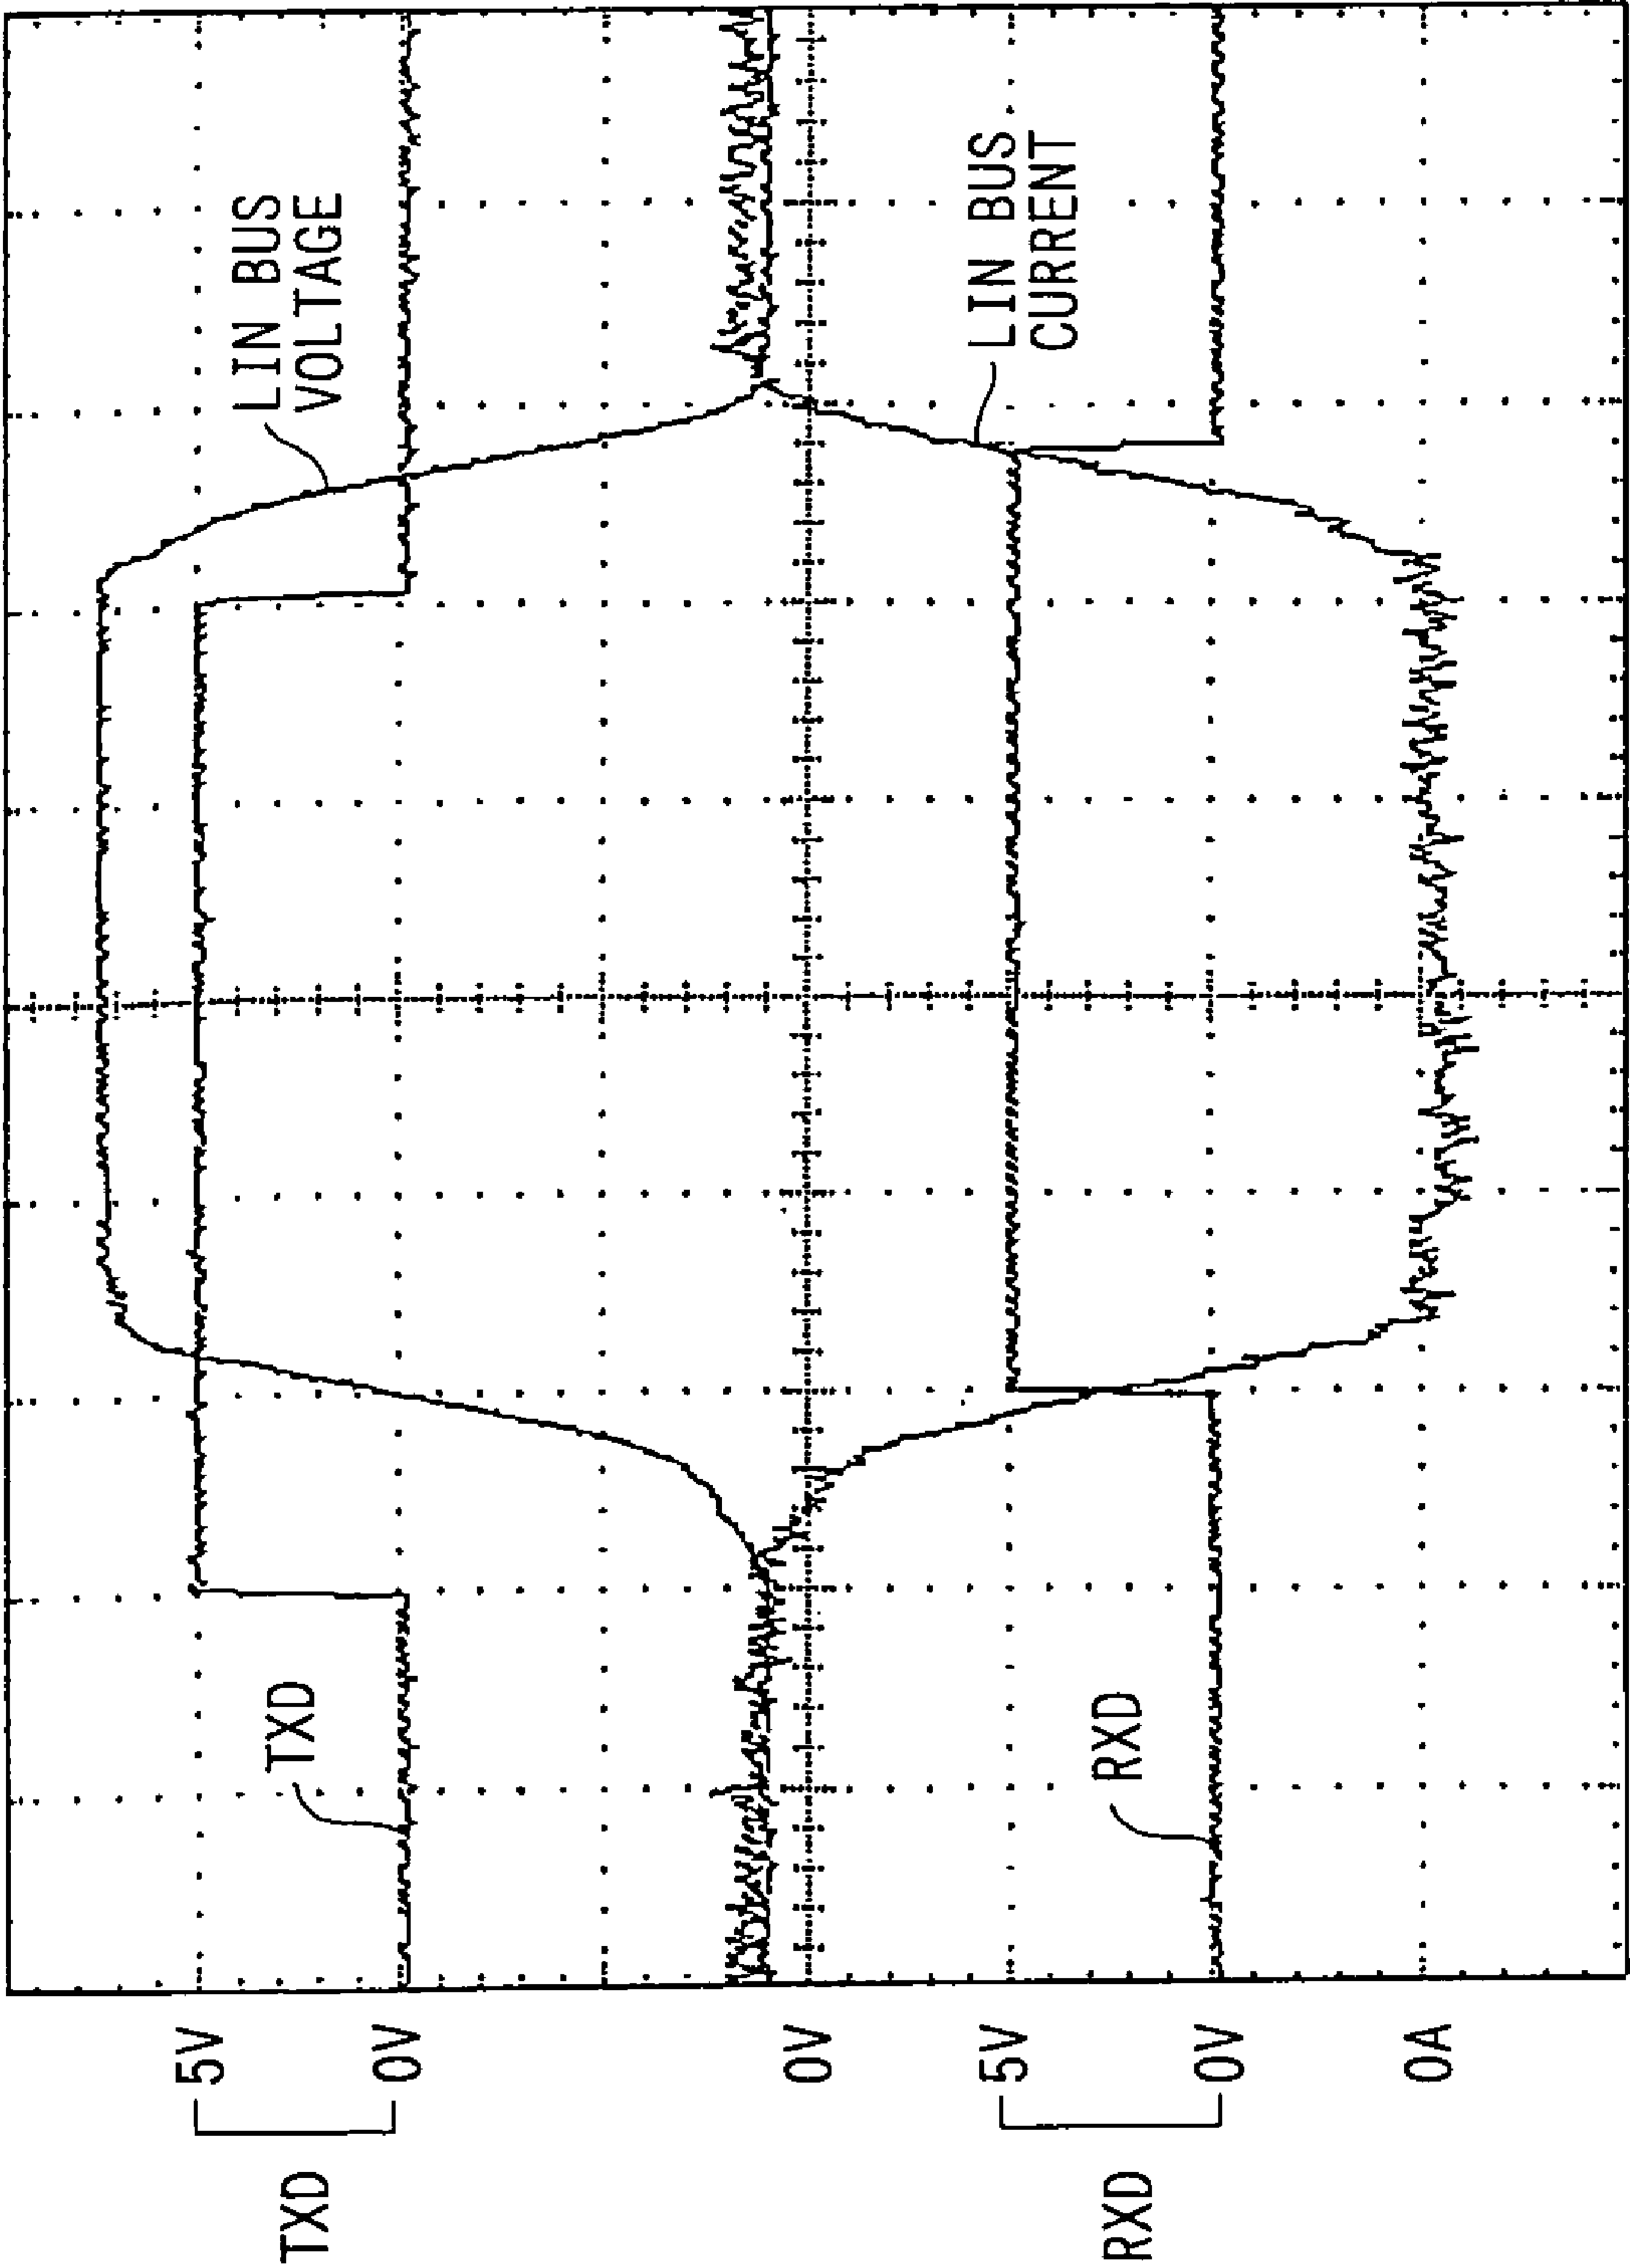 TXD
5V
0V
0V
RXD
5V
0V
0A
TXD
LIN BUS
VOLTAGE
RXD
LIN BUS
CURRENT